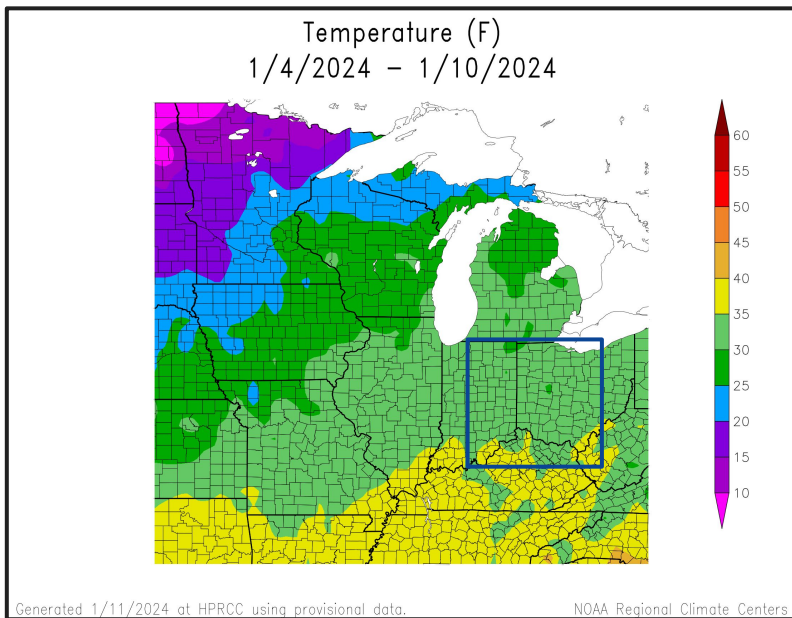 Temperature (F)
1/4/2024 – 1/10/2024
60
55
50
45
40
35
30
25
20
15
10
Generated 1/11/2024 at HPRCC using provisional data.
NOAA Regional Climate Centers